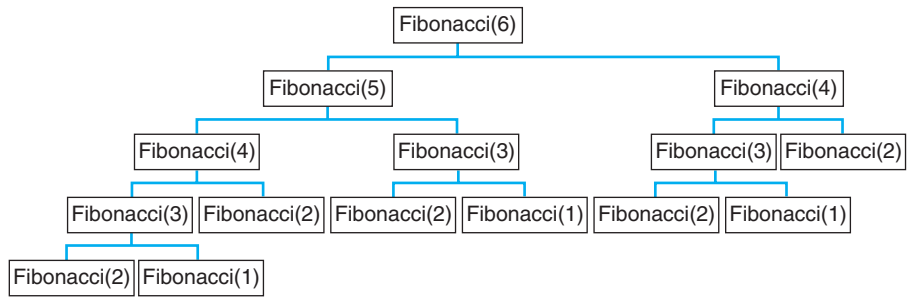 Fibonacci(6)
Fibonacci(5) Fibonacci(4)
Fibonacci(4) Fibonacci(3) Fibonacci(3) Fibonacci(2)
Fibonacci(3) Fibonacci(2) Fibonacci(2) Fibonacci(1) Fibonacci(2) Fibonacci(1)
Fibonacci(2) Fibonacci(1)